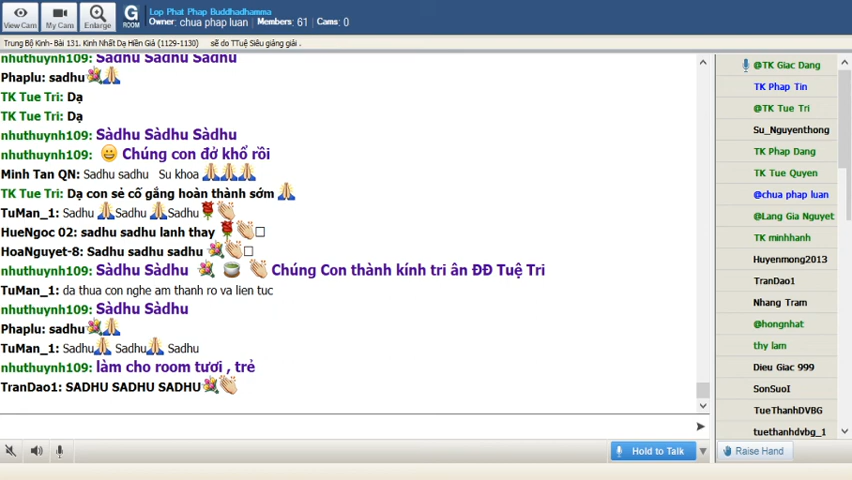 View Cam
My Cam
Enlarge
G
ROOM
Lop Phat Phap Buddhadhamma
Owner: chua phap luan Members: 61 Cams: 0
Trung Bộ Kinh- Bài 131. Kinh Nhất Dạ Hiền Giả (1129-1130) sẽ do TTuệ Siêu giảng giải .
nhuthuynh109: Sàdhu Sàdhu Sàdhu
Phaplu: sadhu💐🙏
TK Tue Tri: Dạ
TK Tue Tri: Dạ
nhuthuynh109: Sàdhu Sàdhu Sàdhu
nhuthuynh109: 😀 Chúng con đở khổ rồi
Minh Tan QN: Sadhu sadhu Su khoa 🙏🙏🙏
TK Tue Tri: Dạ con sẻ cố gắng hoàn thành sớm 🙏
TuMan_1: Sadhu 🙏Sadhu 🙏Sadhu🌹👏
HueNgoc 02: sadhu sadhu lanh thay 🌹👏□
HoaNguyet-8: Sadhu sadhu sadhu 💐👏□
nhuthuynh109: Sàdhu Sàdhu 💐 🍵 👏 Chúng Con thành kính tri ân ĐĐ Tuệ Tri
TuMan_1: da thua con nghe am thanh ro va lien tuc
nhuthuynh109: Sàdhu Sàdhu
Phaplu: sadhu💐🙏
TuMan_1: Sadhu🙏 Sadhu🙏 Sadhu
nhuthuynh109: làm cho room tươi , trẻ
TranDao1: SADHU SADHU SADHU💐👏
Hold to Talk
@TK Giac Dang
TK Phap Tin
@TK Tue Tri
Su_Nguyenthong
TK Phap Dang
TK Tue Quyen
@chua phap luan
@Lang Gia Nguyet
TK minhhanh
Huyenmong2013
TranDao1
Nhang Tram
@hongnhat
thy lam
Dieu Giac 999
SonSuoI
TueThanhDVBG
tuethanhdvbg_1
Raise Hand